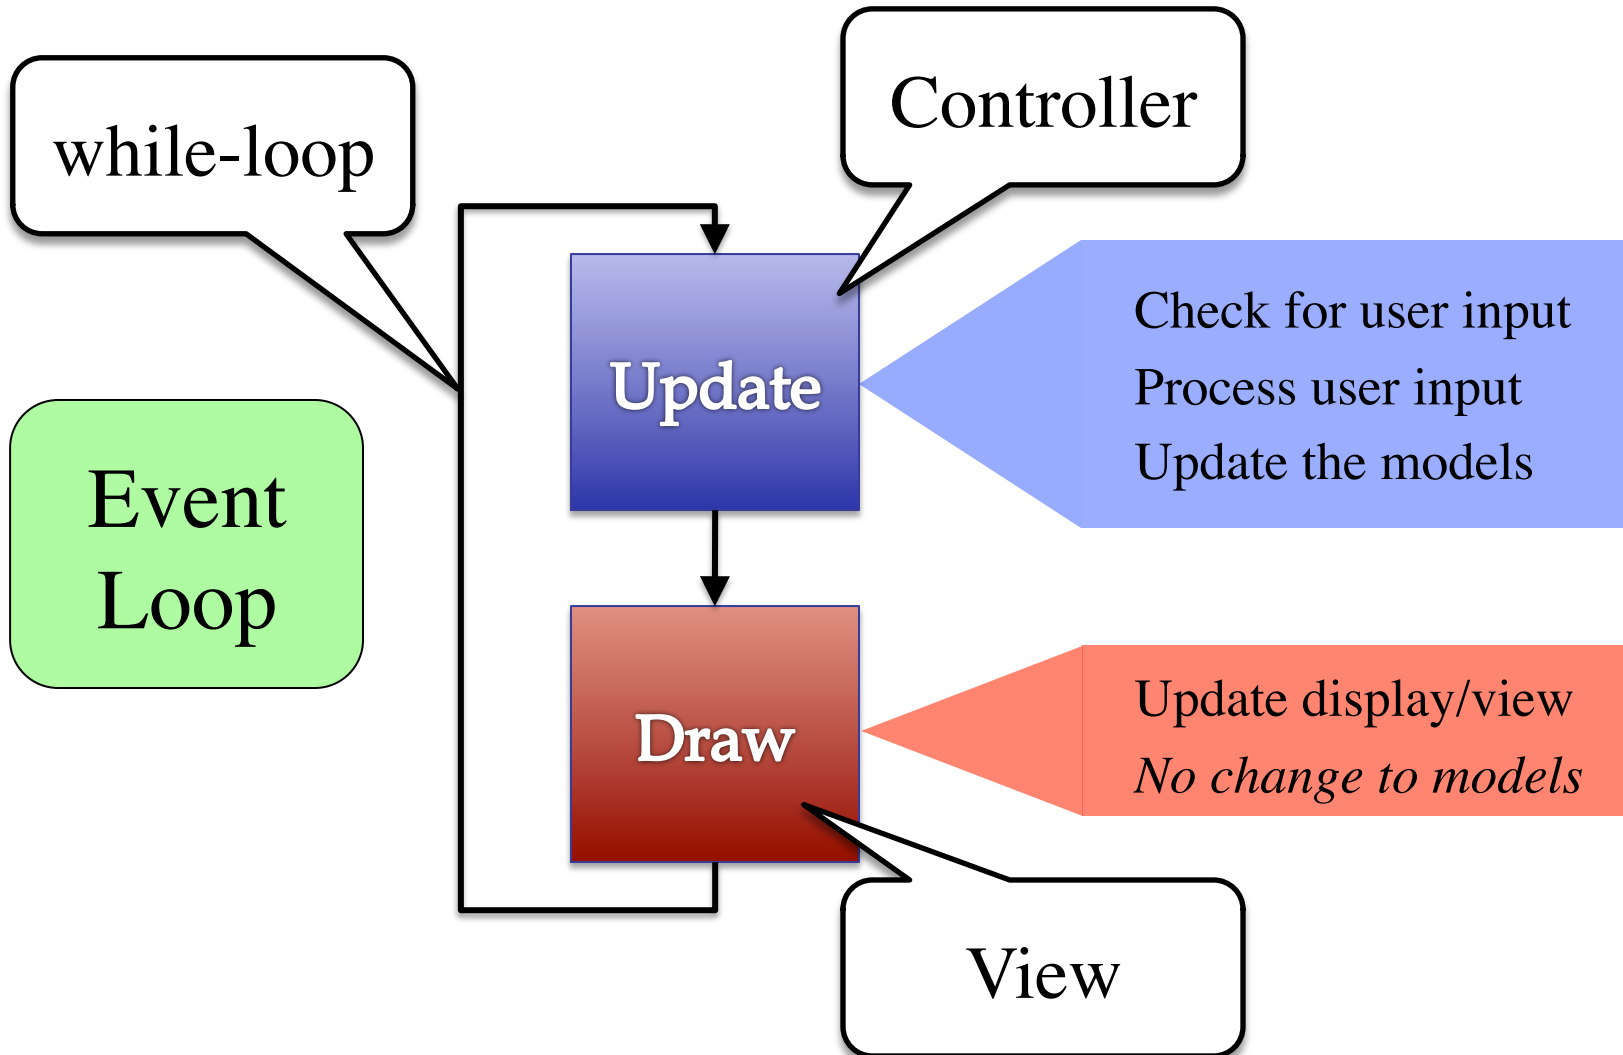 while-loop
Controller
Update
Check for user input
Process user input
Update the models
Event
Loop
Draw
Update display/view
No change to models
View